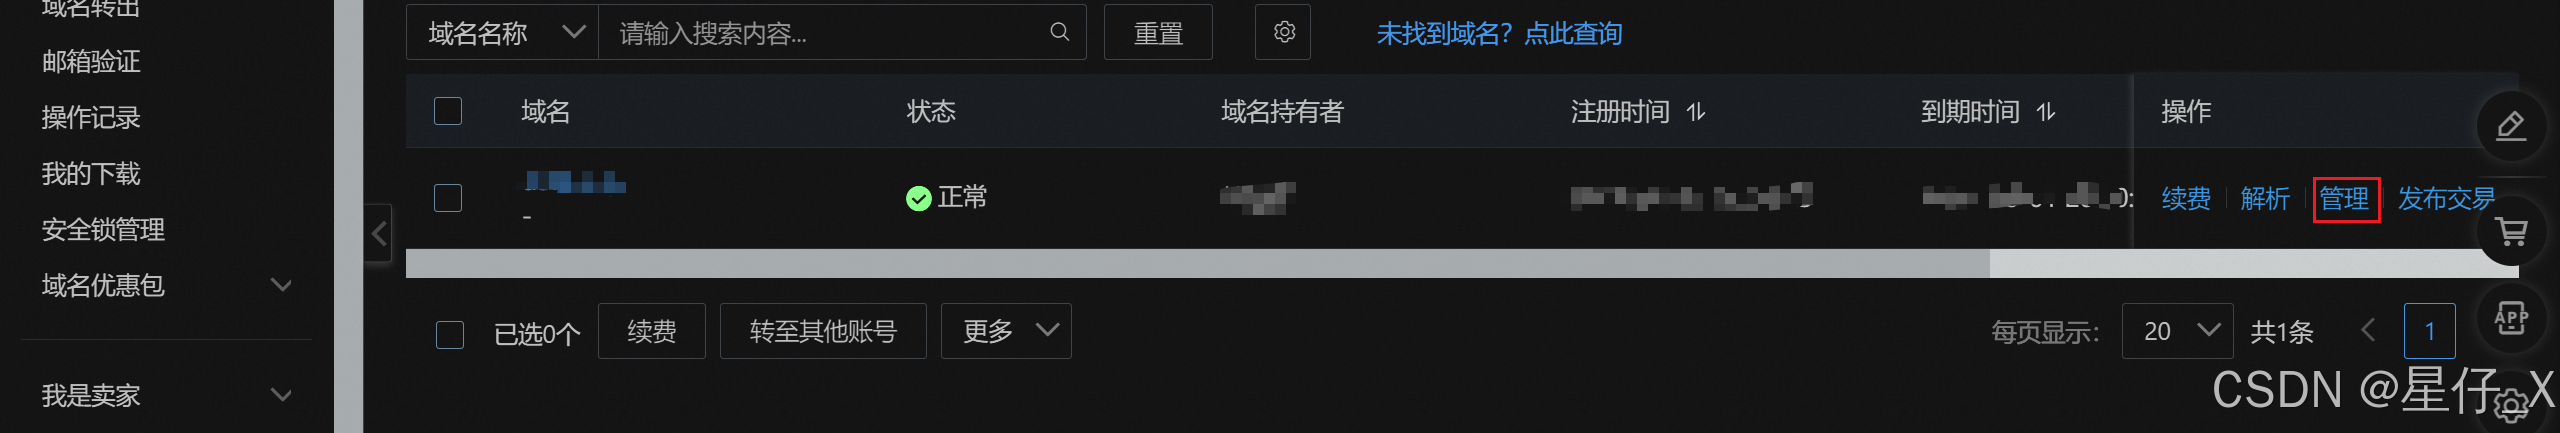 域名转出
邮箱验证
操作记录
我的下载
安全锁管理
域名优惠包
我是卖家
域名名称 请输入搜索内容... 重置 未找到域名？点此查询
域名 状态 域名持有者 注册时间 到期时间 操作
正常 续费 解析 管理 发布交易
-
已选0个 续费 转至其他账号 更多 每页显示： 20 共1条 1
APP
CSDN @星仔_X